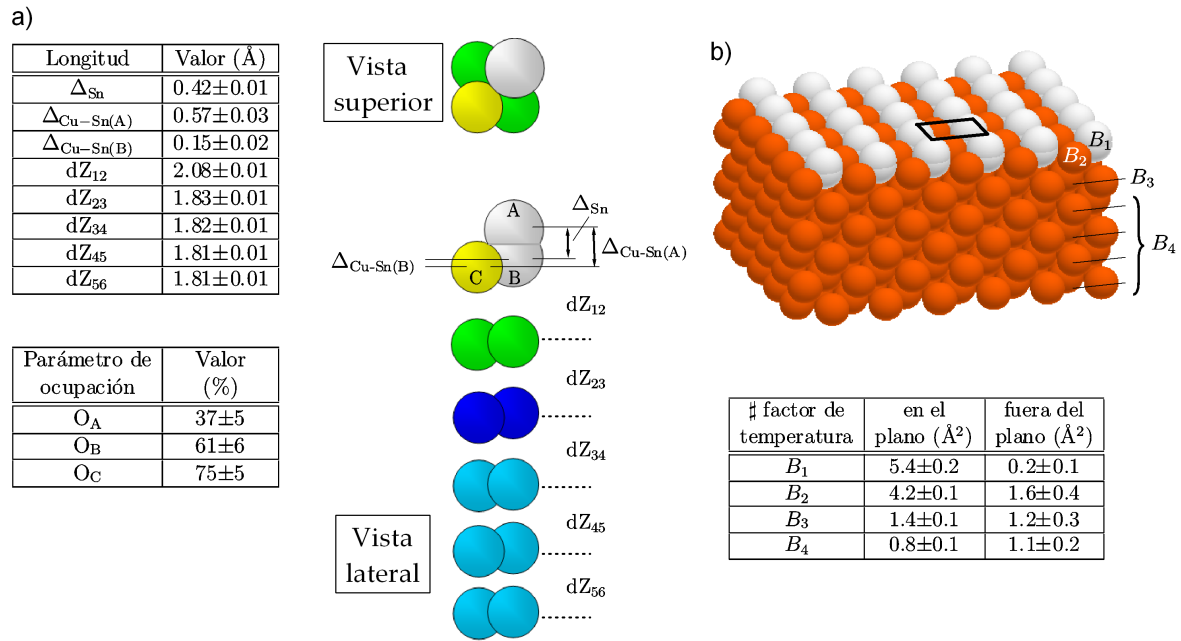 a)
Longitud Valor (Å)
Δ_Sn 0.42±0.01
Δ_Cu−Sn(A) 0.57±0.03
Δ_Cu−Sn(B) 0.15±0.02
dZ₁₂ 2.08±0.01
dZ₂₃ 1.83±0.01
dZ₃₄ 1.82±0.01
dZ₄₅ 1.81±0.01
dZ₅₆ 1.81±0.01
Parámetro de ocupación Valor (%)
O_A 37±5
O_B 61±6
O_C 75±5
Vista
superior
A
Δ_Sn
Δ_Cu-Sn(A)
Δ_Cu-Sn(B)
C B
dZ₁₂
dZ₂₃
dZ₃₄
dZ₄₅
dZ₅₆
Vista
lateral
b)
B₁
B₂
B₃
B₄
♯ factor de temperatura en el plano (Å²) fuera del plano (Å²)
B₁ 5.4±0.2 0.2±0.1
B₂ 4.2±0.1 1.6±0.4
B₃ 1.4±0.1 1.2±0.3
B₄ 0.8±0.1 1.1±0.2